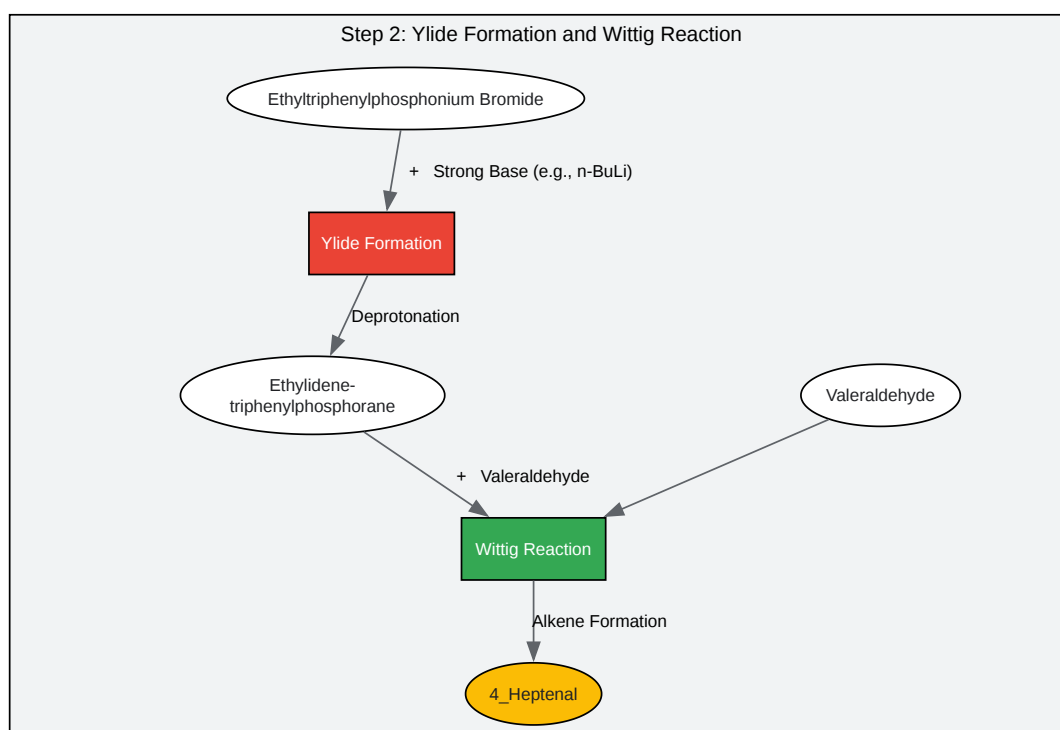 Step 2: Ylide Formation and Wittig Reaction
Ethyltriphenylphosphonium Bromide
+ Strong Base (e.g., n-BuLi)
Ylide Formation
Deprotonation
Ethylidene-
triphenylphosphorane
Valeraldehyde
+ Valeraldehyde
Wittig Reaction
Alkene Formation
4_Heptenal